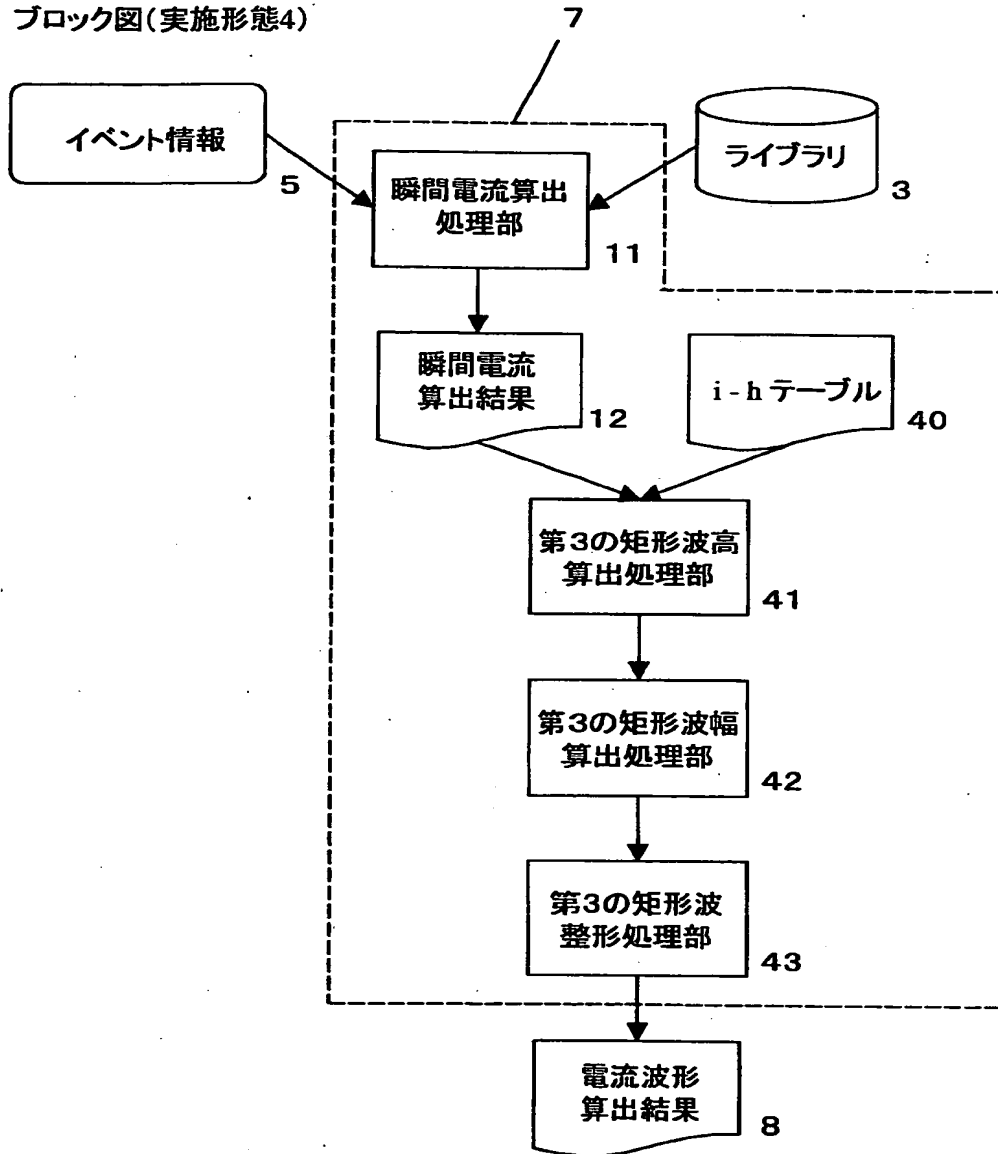 ブロック図(実施形態4)
7
イベント情報
5
ライブラリ
3
瞬間電流算出
処理部
11
瞬間電流
算出結果
12
i-hテーブル
40
第3の矩形波高
算出処理部
41
第3の矩形波幅
算出処理部
42
第3の矩形波
整形処理部
43
電流波形
算出結果
8